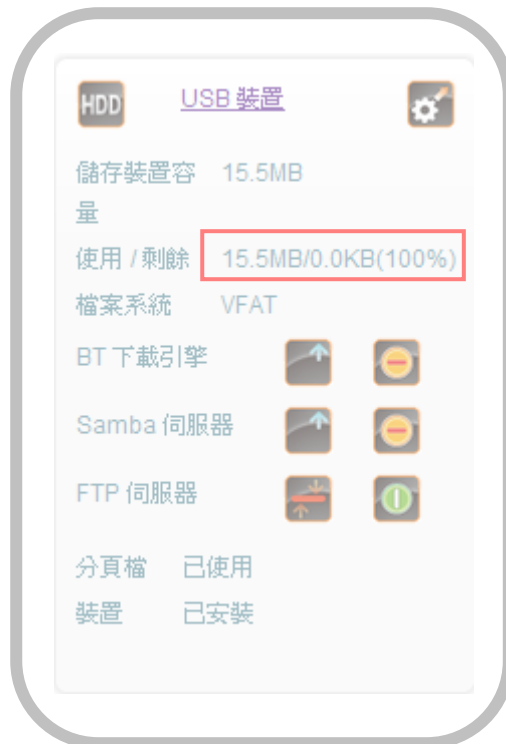 HDD USB 裝置
儲存裝置容 15.5MB
量
使用 / 剩餘 15.5MB/0.0KB(100%)
檔案系統 VFAT
BT 下載引擎
Samba 伺服器
FTP 伺服器
分頁檔 已使用
裝置 已安裝